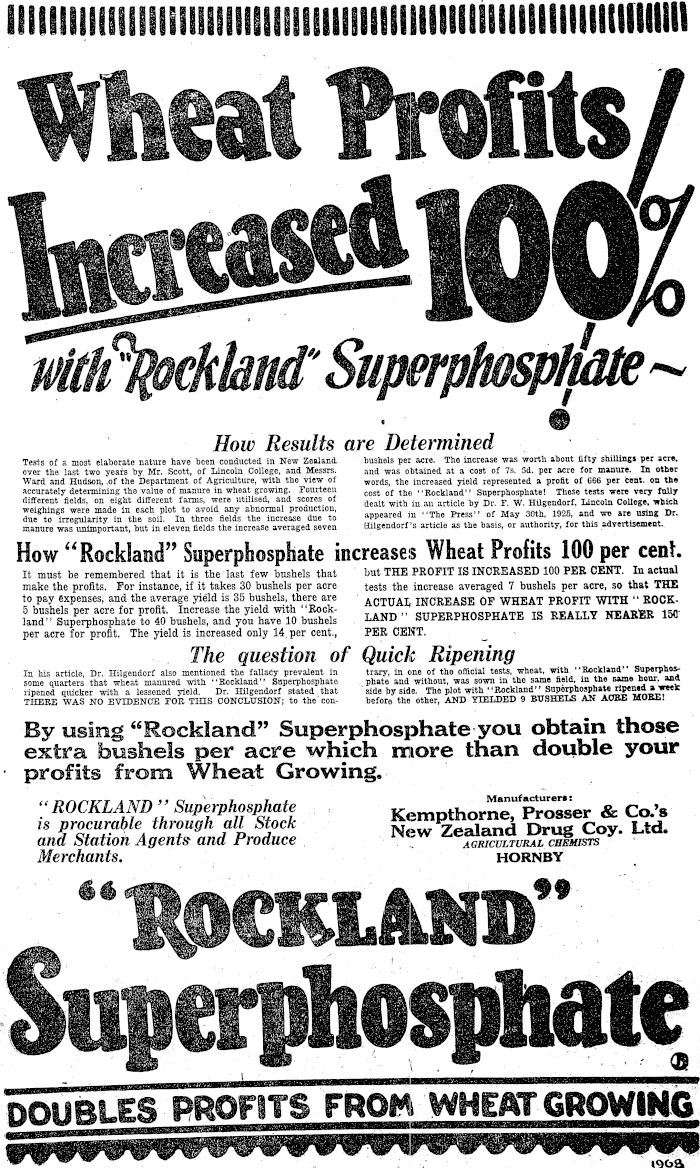 Wheat Profits
Increased 100%
with "Rockland" Superphosphate ~
!
How Results are Determined
Tests of a most elaborate nature have been conducted in New Zealand
over the last two years by Mr. Scott, of Lincoln College, and Messrs.
Ward and Hudson, of the Department of Agriculture, with the view of
accurately determining the value of manure in wheat growing. Fourteen
different fields, on eight different farms, were utilised, and scores of
weighings were made in each plot to avoid any abnormal production,
due to irregularity in the soil. In three fields the increase due to
manure was unimportant, but in eleven fields the increase averaged seven
bushels per acre. The increase was worth about fifty shillings per acre,
and was obtained at a cost of 7s. 5d. per acre for manure. In other
words, the increased yield represented a profit of 666 per cent. on the
cost of the "Rockland" Superphosphate! These tests were very fully
dealt with in an article by Dr. F. W. Hilgendorf, Lincoln College, which
appeared in "The Press" of May 30th, 1925, and we are using Dr.
Hilgendorf's article as the basis, or authority, for this advertisement.
How "Rockland" Superphosphate increases Wheat Profits 100 per cent.
It must be remembered that it is the last few bushels that
make the profits. For instance, if it takes 30 bushels per acre
to pay expenses, and the average yield is 35 bushels, there are
5 bushels per acre for profit. Increase the yield with "Rock-
land" Superphosphate to 40 bushels, and you have 10 bushels
per acre for profit. The yield is increased only 14 per cent.,
but THE PROFIT IS INCREASED 100 PER CENT. In actual
tests the increase averaged 7 bushels per acre, so that THE
ACTUAL INCREASE OF WHEAT PROFIT WITH "ROCK-
LAND" SUPERPHOSPHATE IS REALLY NEARER 150
PER CENT.
The question of Quick Ripening
In his article, Dr. Hilgendorf also mentioned the fallacy prevalent in
some quarters that wheat manured with "Rockland" Superphosphate
ripened quicker with a lessened yield. Dr. Hilgendorf stated that
THERE WAS NO EVIDENCE FOR THIS CONCLUSION; to the con-
trary, in one of the official tests, wheat, with "Rockland" Superphos-
phate and without, was sown in the same field, in the same hour, and
side by side. The plot with "Rockland" Superphosphate ripened a week
before the other, AND YIELDED 9 BUSHELS AN ACRE MORE!
By using "Rockland" Superphosphate you obtain those
extra bushels per acre which more than double your
profits from Wheat Growing.
"ROCKLAND" Superphosphate
is procurable through all Stock
and Station Agents and Produce
Merchants.
Manufacturers:
Kempthorne, Prosser & Co.'s
New Zealand Drug Coy. Ltd.
AGRICULTURAL CHEMISTS
HORNBY
"ROCKLAND"
Superphosphate
DOUBLES PROFITS FROM WHEAT GROWING
1968